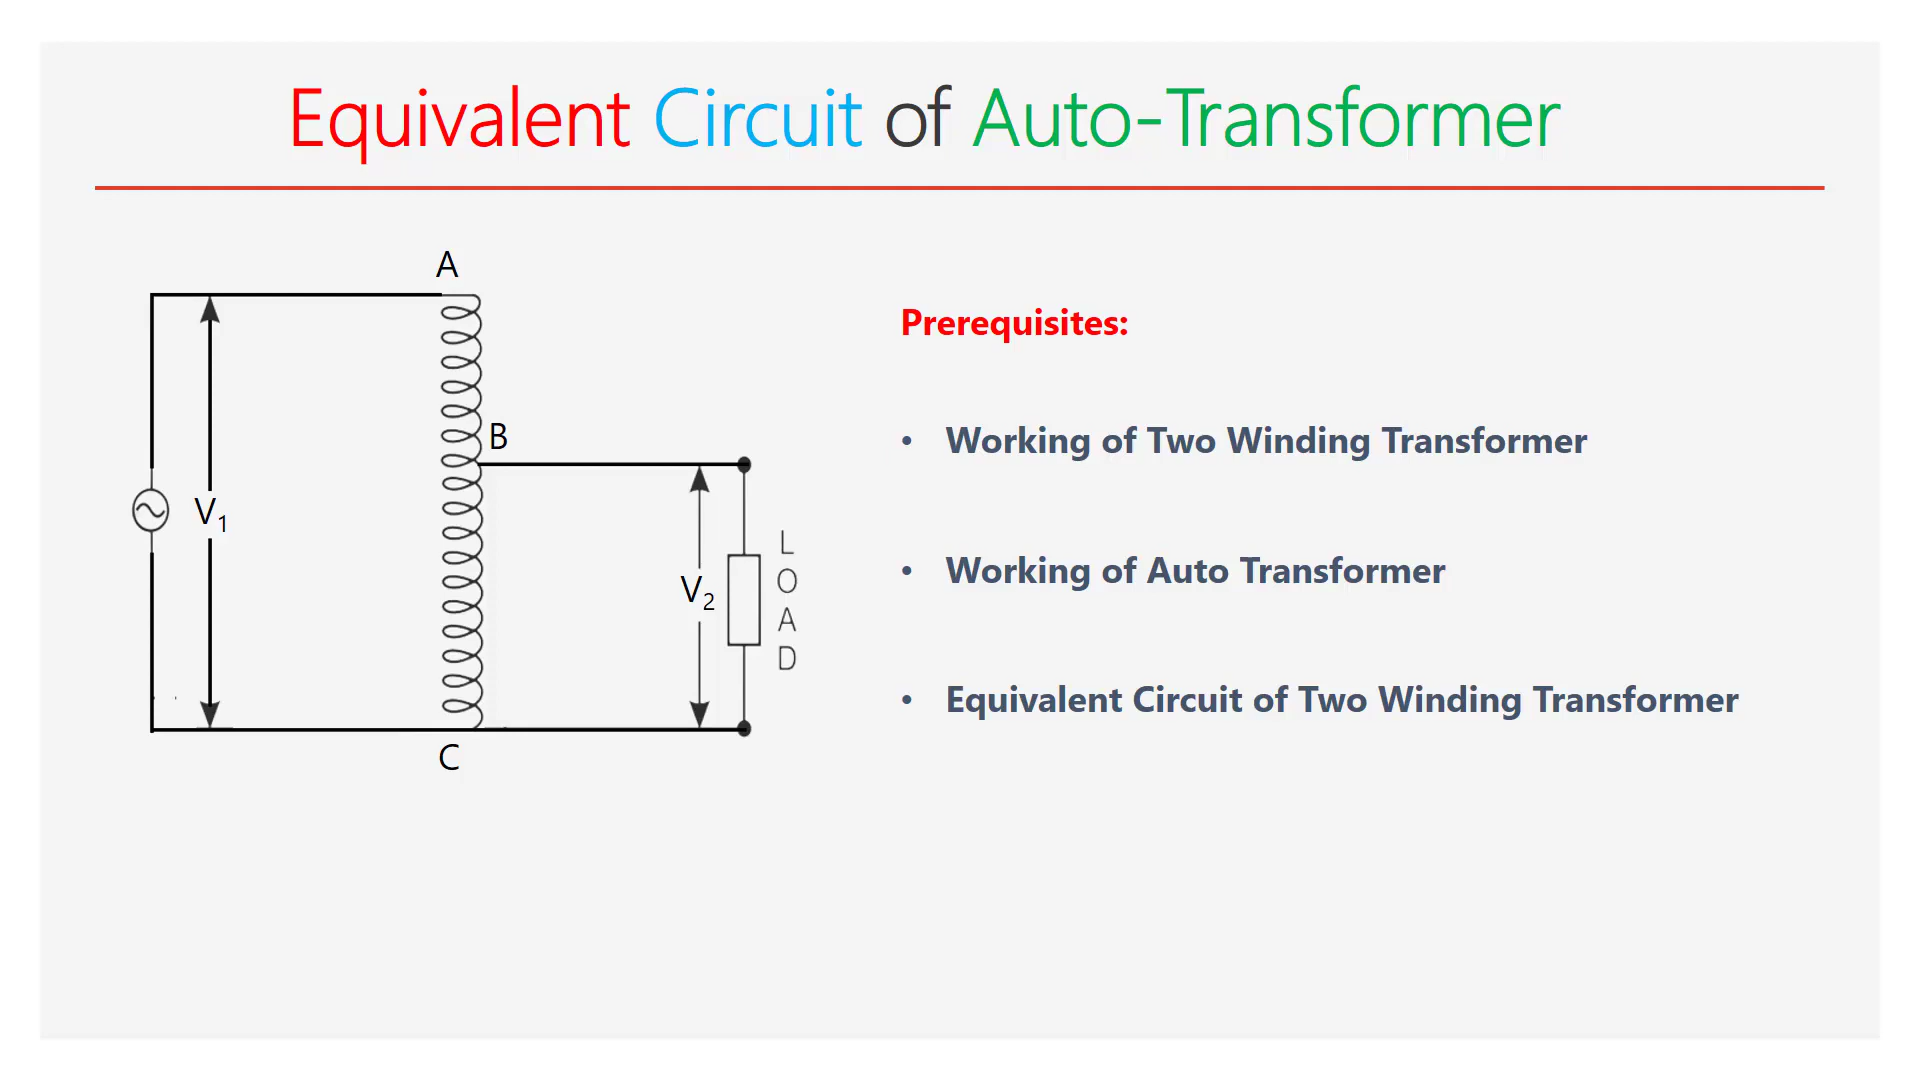 Equivalent Circuit of Auto-Transformer
A
Prerequisites:
B
• Working of Two Winding Transformer
V₁
L
O
A
D
V₂
• Working of Auto Transformer
• Equivalent Circuit of Two Winding Transformer
C